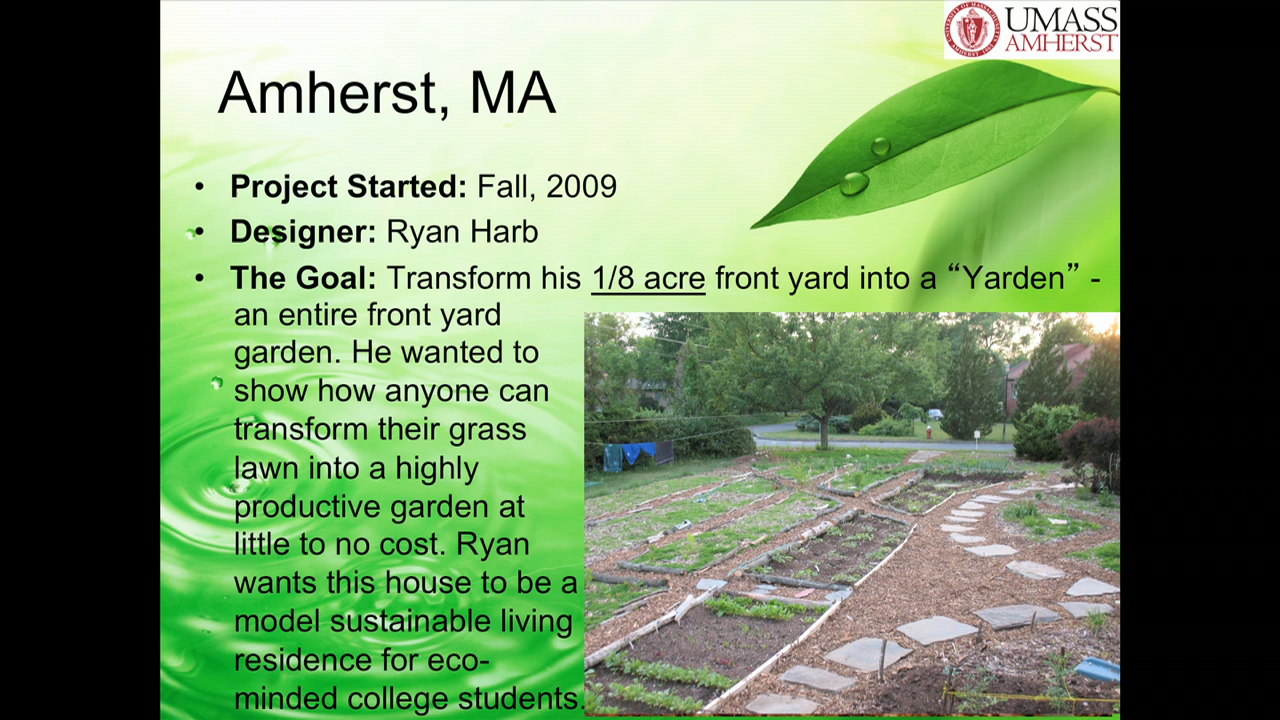 UMASS
AMHERST
Amherst, MA
• Project Started: Fall, 2009
• Designer: Ryan Harb
• The Goal: Transform his 1/8 acre front yard into a “Yarden” -
an entire front yard
garden. He wanted to
show how anyone can
transform their grass
lawn into a highly
productive garden at
little to no cost. Ryan
wants this house to be a
model sustainable living
residence for eco-
minded college students.